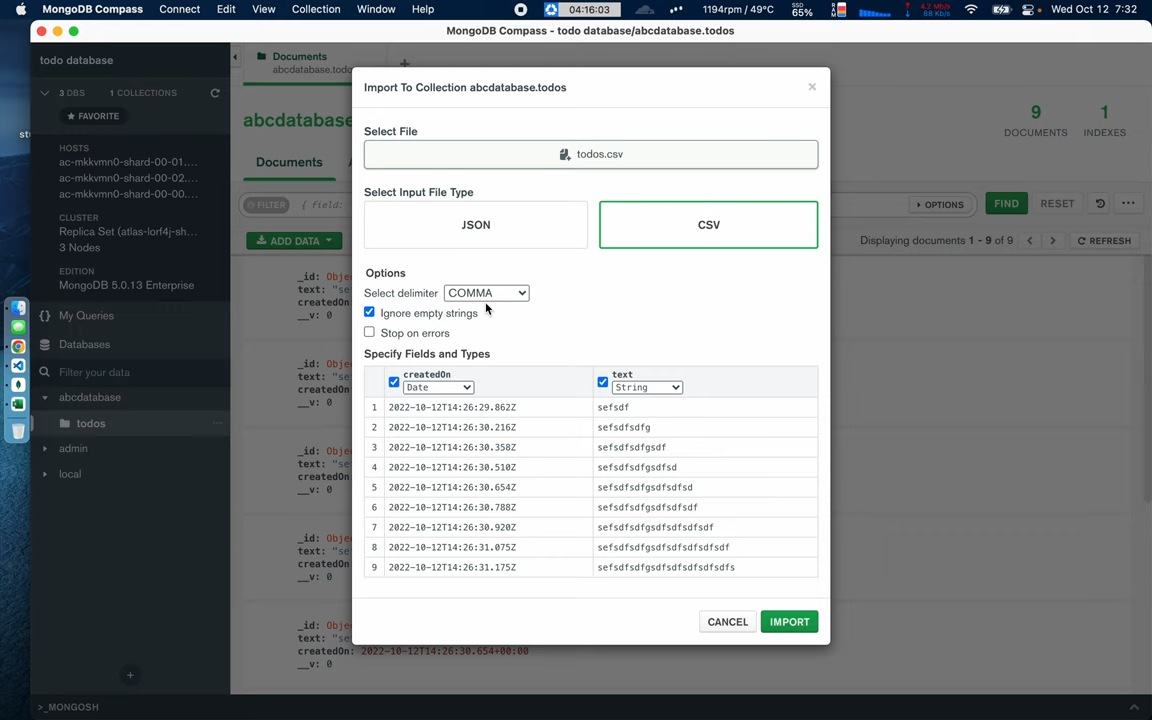 MongoDB Compass Connect Edit View Collection Window Help 04:16:03 1194rpm / 49°C SSD 65% 4.2 MB/s 88 KB/s Wed Oct 12 7:32
MongoDB Compass - todo database/abcdatabase.todos
todo database
3 DBS 1 COLLECTIONS
★ FAVORITE
HOSTS
ac-mkkvmn0-shard-00-01....
ac-mkkvmn0-shard-00-02....
ac-mkkvmn0-shard-00-00....
CLUSTER
Replica Set (atlas-lorf4j-sh...
3 Nodes
EDITION
MongoDB 5.0.13 Enterprise
{} My Queries
Databases
Filter your data
abcdatabase
todos
admin
local
>_MONGOSH
Documents
abcdatabase.todo
abcdatabase
9
DOCUMENTS
1
INDEXES
Documents
FILTER { field:
OPTIONS
FIND
RESET
ADD DATA
Displaying documents 1 - 9 of 9
REFRESH
_id: Obje
text: "se
createdOn
__v: 0
_id: Obje
text: "se
createdOn
__v: 0
_id: Obje
text: "se
createdOn
__v: 0
_id: Obje
text: "se
createdOn
__v: 0
_id: Obje
text: "se
createdOn: 2022-10-12T14:26:30.654+00:00
__v: 0
Import To Collection abcdatabase.todos
Select File
todos.csv
Select Input File Type
JSON
CSV
Options
Select delimiter COMMA
Ignore empty strings
Stop on errors
Specify Fields and Types
createdOn text
Date String
1 2022-10-12T14:26:29.862Z sefsdf
2 2022-10-12T14:26:30.216Z sefsdfsdfg
3 2022-10-12T14:26:30.358Z sefsdfsdfgsdf
4 2022-10-12T14:26:30.510Z sefsdfsdfgsdfsd
5 2022-10-12T14:26:30.654Z sefsdfsdfgsdfsdfsd
6 2022-10-12T14:26:30.788Z sefsdfsdfgsdfsdfsdf
7 2022-10-12T14:26:30.920Z sefsdfsdfgsdfsdfsdfsdf
8 2022-10-12T14:26:31.075Z sefsdfsdfgsdfsdfsdfsdfsdf
9 2022-10-12T14:26:31.175Z sefsdfsdfgsdfsdfsdfsdfsdfs
CANCEL
IMPORT